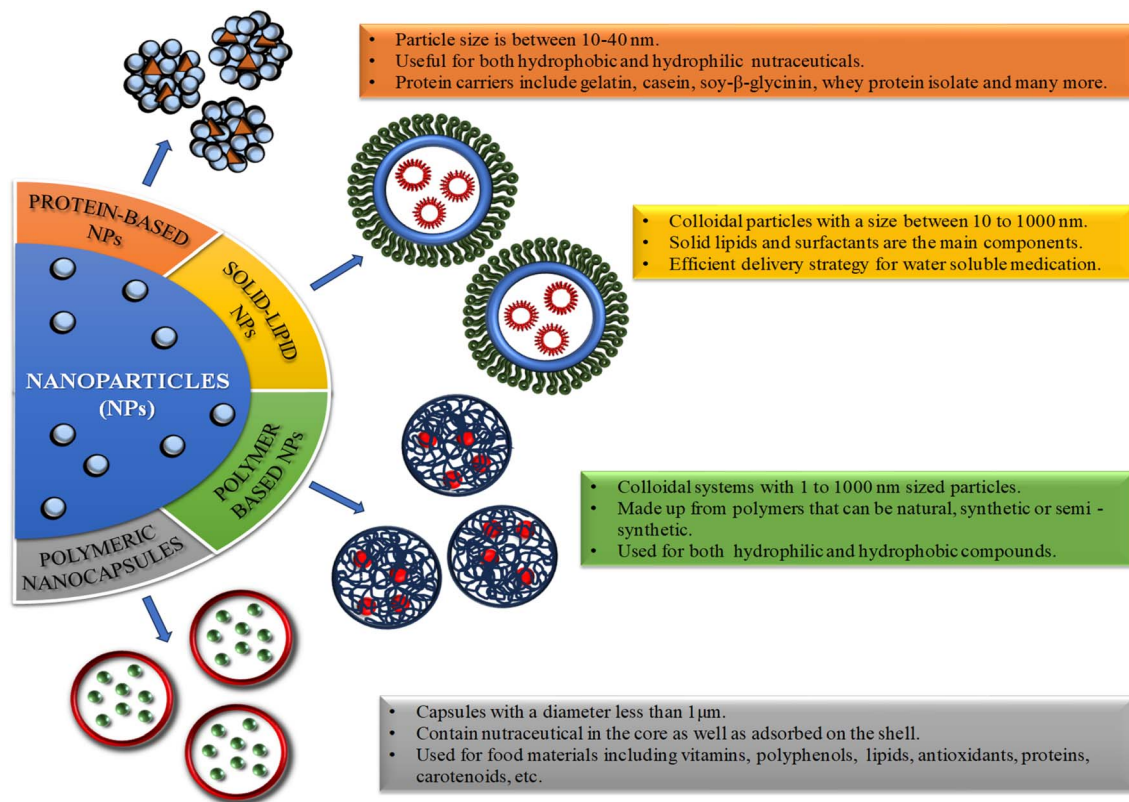 • Particle size is between 10-40 nm.
• Useful for both hydrophobic and hydrophilic nutraceuticals.
• Protein carriers include gelatin, casein, soy-β-glycinin, whey protein isolate and many more.
PROTEIN-BASED
NPs
SOLID-LIPID
NPs
• Colloidal particles with a size between 10 to 1000 nm.
• Solid lipids and surfactants are the main components.
• Efficient delivery strategy for water soluble medication.
NANOPARTICLES
(NPs)
POLYMER
BASED NPs
• Colloidal systems with 1 to 1000 nm sized particles.
• Made up from polymers that can be natural, synthetic or semi -
synthetic.
• Used for both hydrophilic and hydrophobic compounds.
POLYMERIC
NANOCAPSULES
• Capsules with a diameter less than 1μm.
• Contain nutraceutical in the core as well as adsorbed on the shell.
• Used for food materials including vitamins, polyphenols, lipids, antioxidants, proteins,
carotenoids, etc.